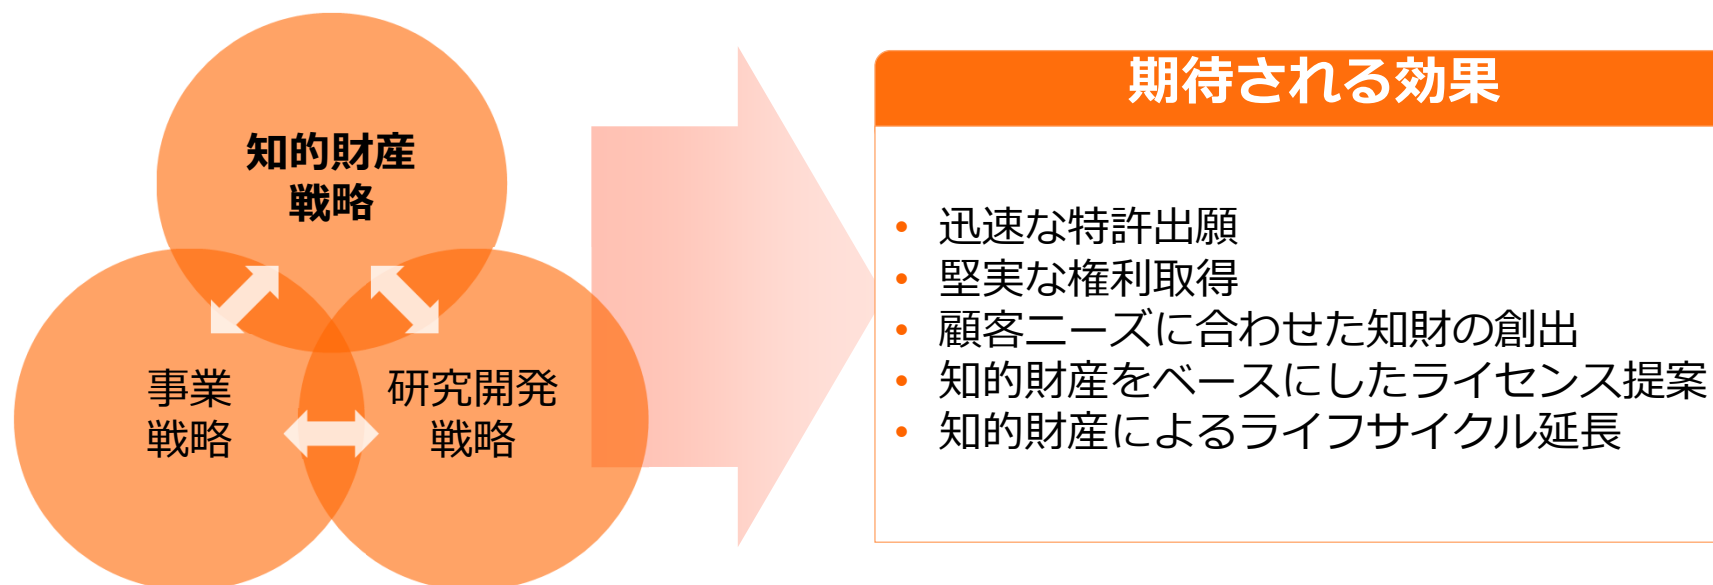 知的財産
戦略
事業
戦略
研究開発
戦略
期待される効果
• 迅速な特許出願
• 堅実な権利取得
• 顧客ニーズに合わせた知財の創出
• 知的財産をベースにしたライセンス提案
• 知的財産によるライフサイクル延長